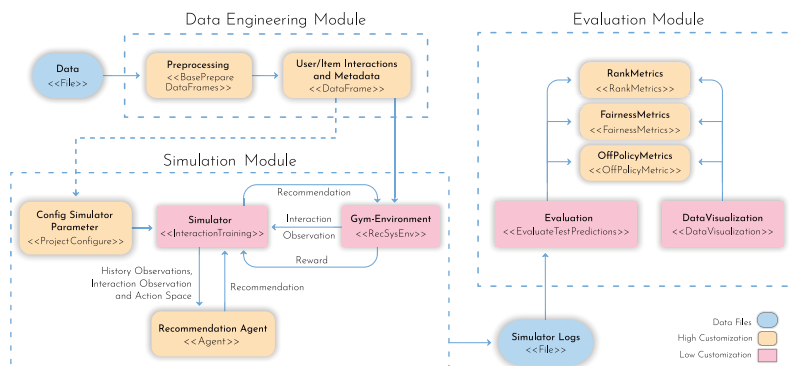 Data Engineering Module
Evaluation Module
Data
<<File>>
Preprocessing
<<BasePrepare
DataFrames>>
User/Item Interactions
and Metadata
<<DataFrame>>
RankMetrics
<<RankMetrics>>
FairnessMetrics
<<FairnessMetrics>>
OffPolicyMetrics
<<OffPolicyMetric>>
Simulation Module
Recommendation
Config Simulator
Parameter
<<ProjectConfigure>>
Simulator
<<InteractionTraining>>
Interaction
Observation
Gym-Environment
<<RecSysEnv>>
Reward
Evaluation
<<EvaluateTestPredictions>>
DataVisualization
<<DataVisualization>>
History Observations,
Interaction Observation
and Action Space
Recommendation
Recommendation Agent
<<Agent>>
Simulator Logs
<<File>>
Data Files
High Customization
Low Customization